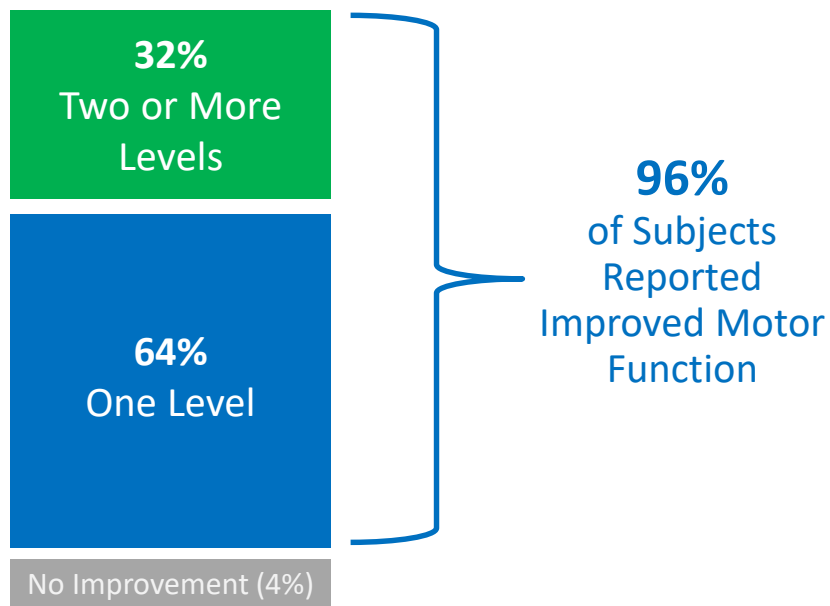 32%
Two or More
Levels
64%
One Level
No Improvement (4%)
96%
of Subjects
Reported
Improved Motor
Function